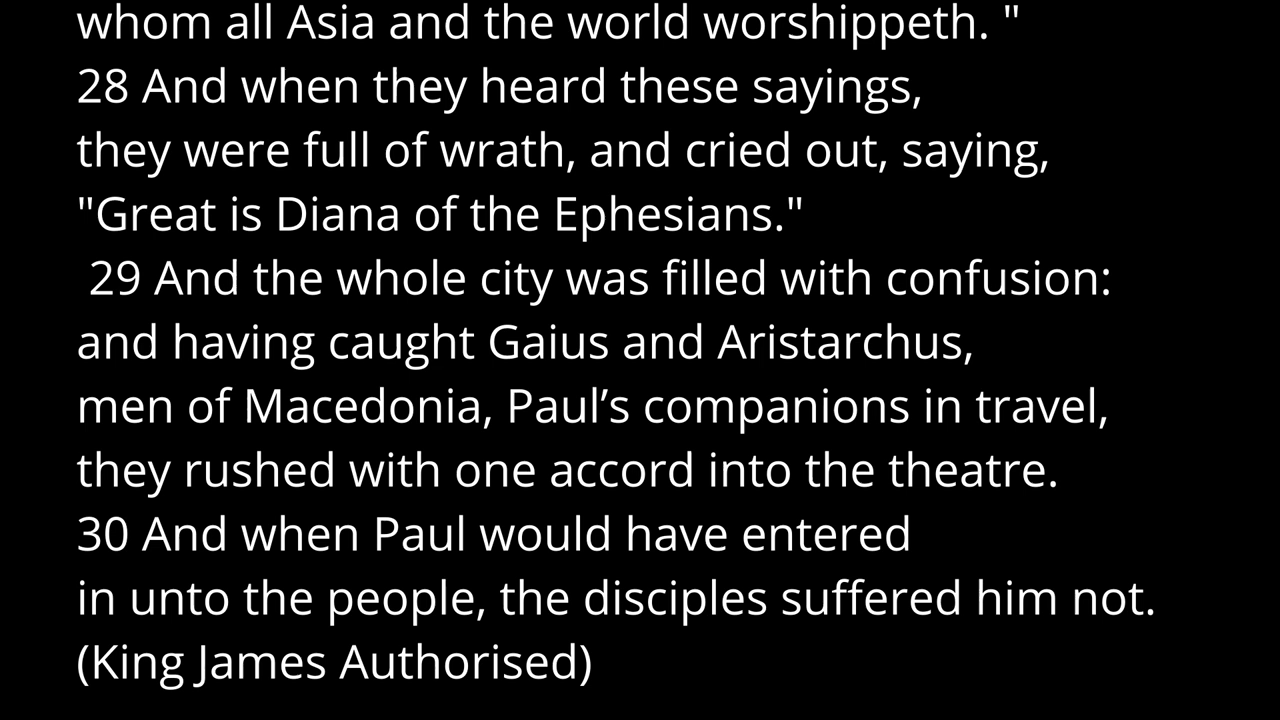 whom all Asia and the world worshippeth. "
28 And when they heard these sayings,
they were full of wrath, and cried out, saying,
"Great is Diana of the Ephesians."
29 And the whole city was filled with confusion:
and having caught Gaius and Aristarchus,
men of Macedonia, Paul’s companions in travel,
they rushed with one accord into the theatre.
30 And when Paul would have entered
in unto the people, the disciples suffered him not.
(King James Authorised)